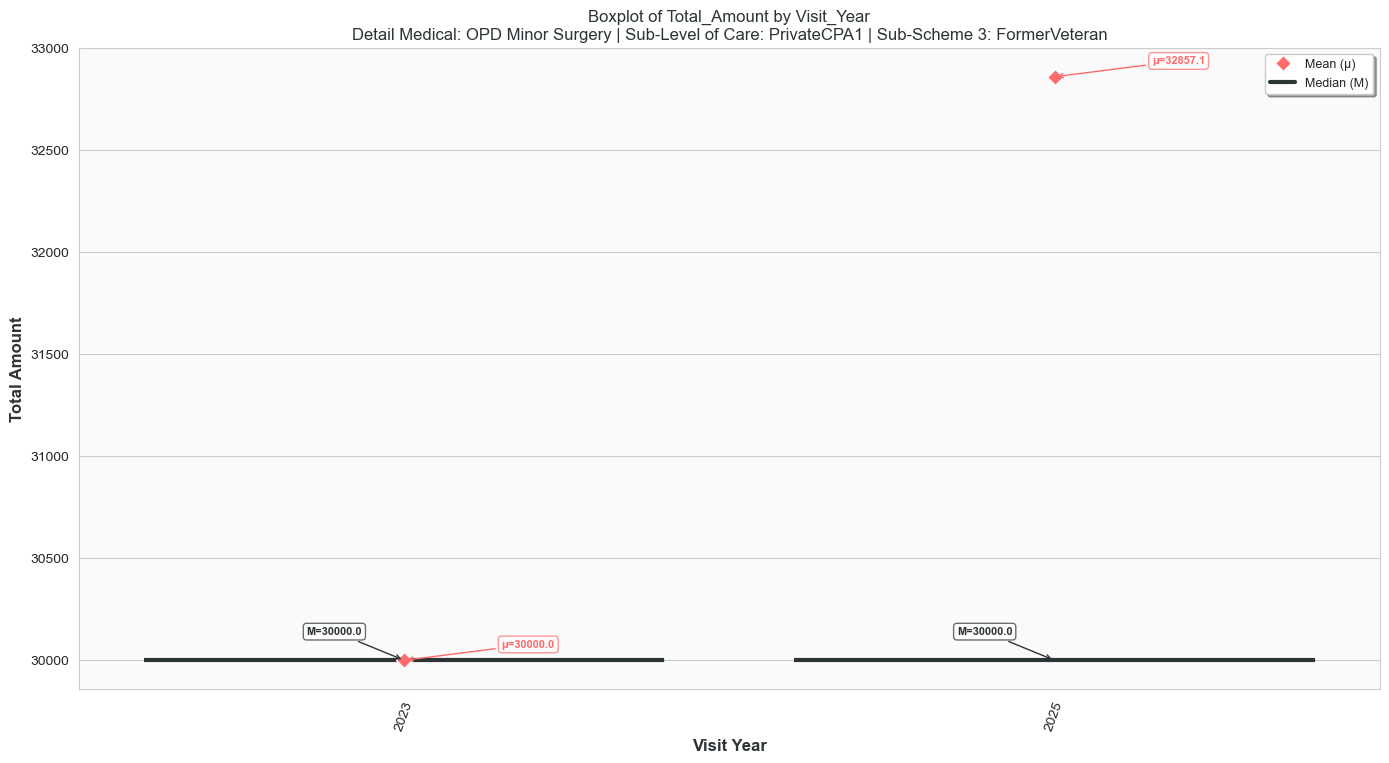 Boxplot of Total_Amount by Visit_Year
Detail Medical: OPD Minor Surgery | Sub-Level of Care: PrivateCPA1 | Sub-Scheme 3: FormerVeteran
33000
32500
32000
31500
31000
30500
30000
Total Amount
μ=32857.1
Mean (μ)
Median (M)
M=30000.0
μ=30000.0
M=30000.0
2023
2025
Visit Year